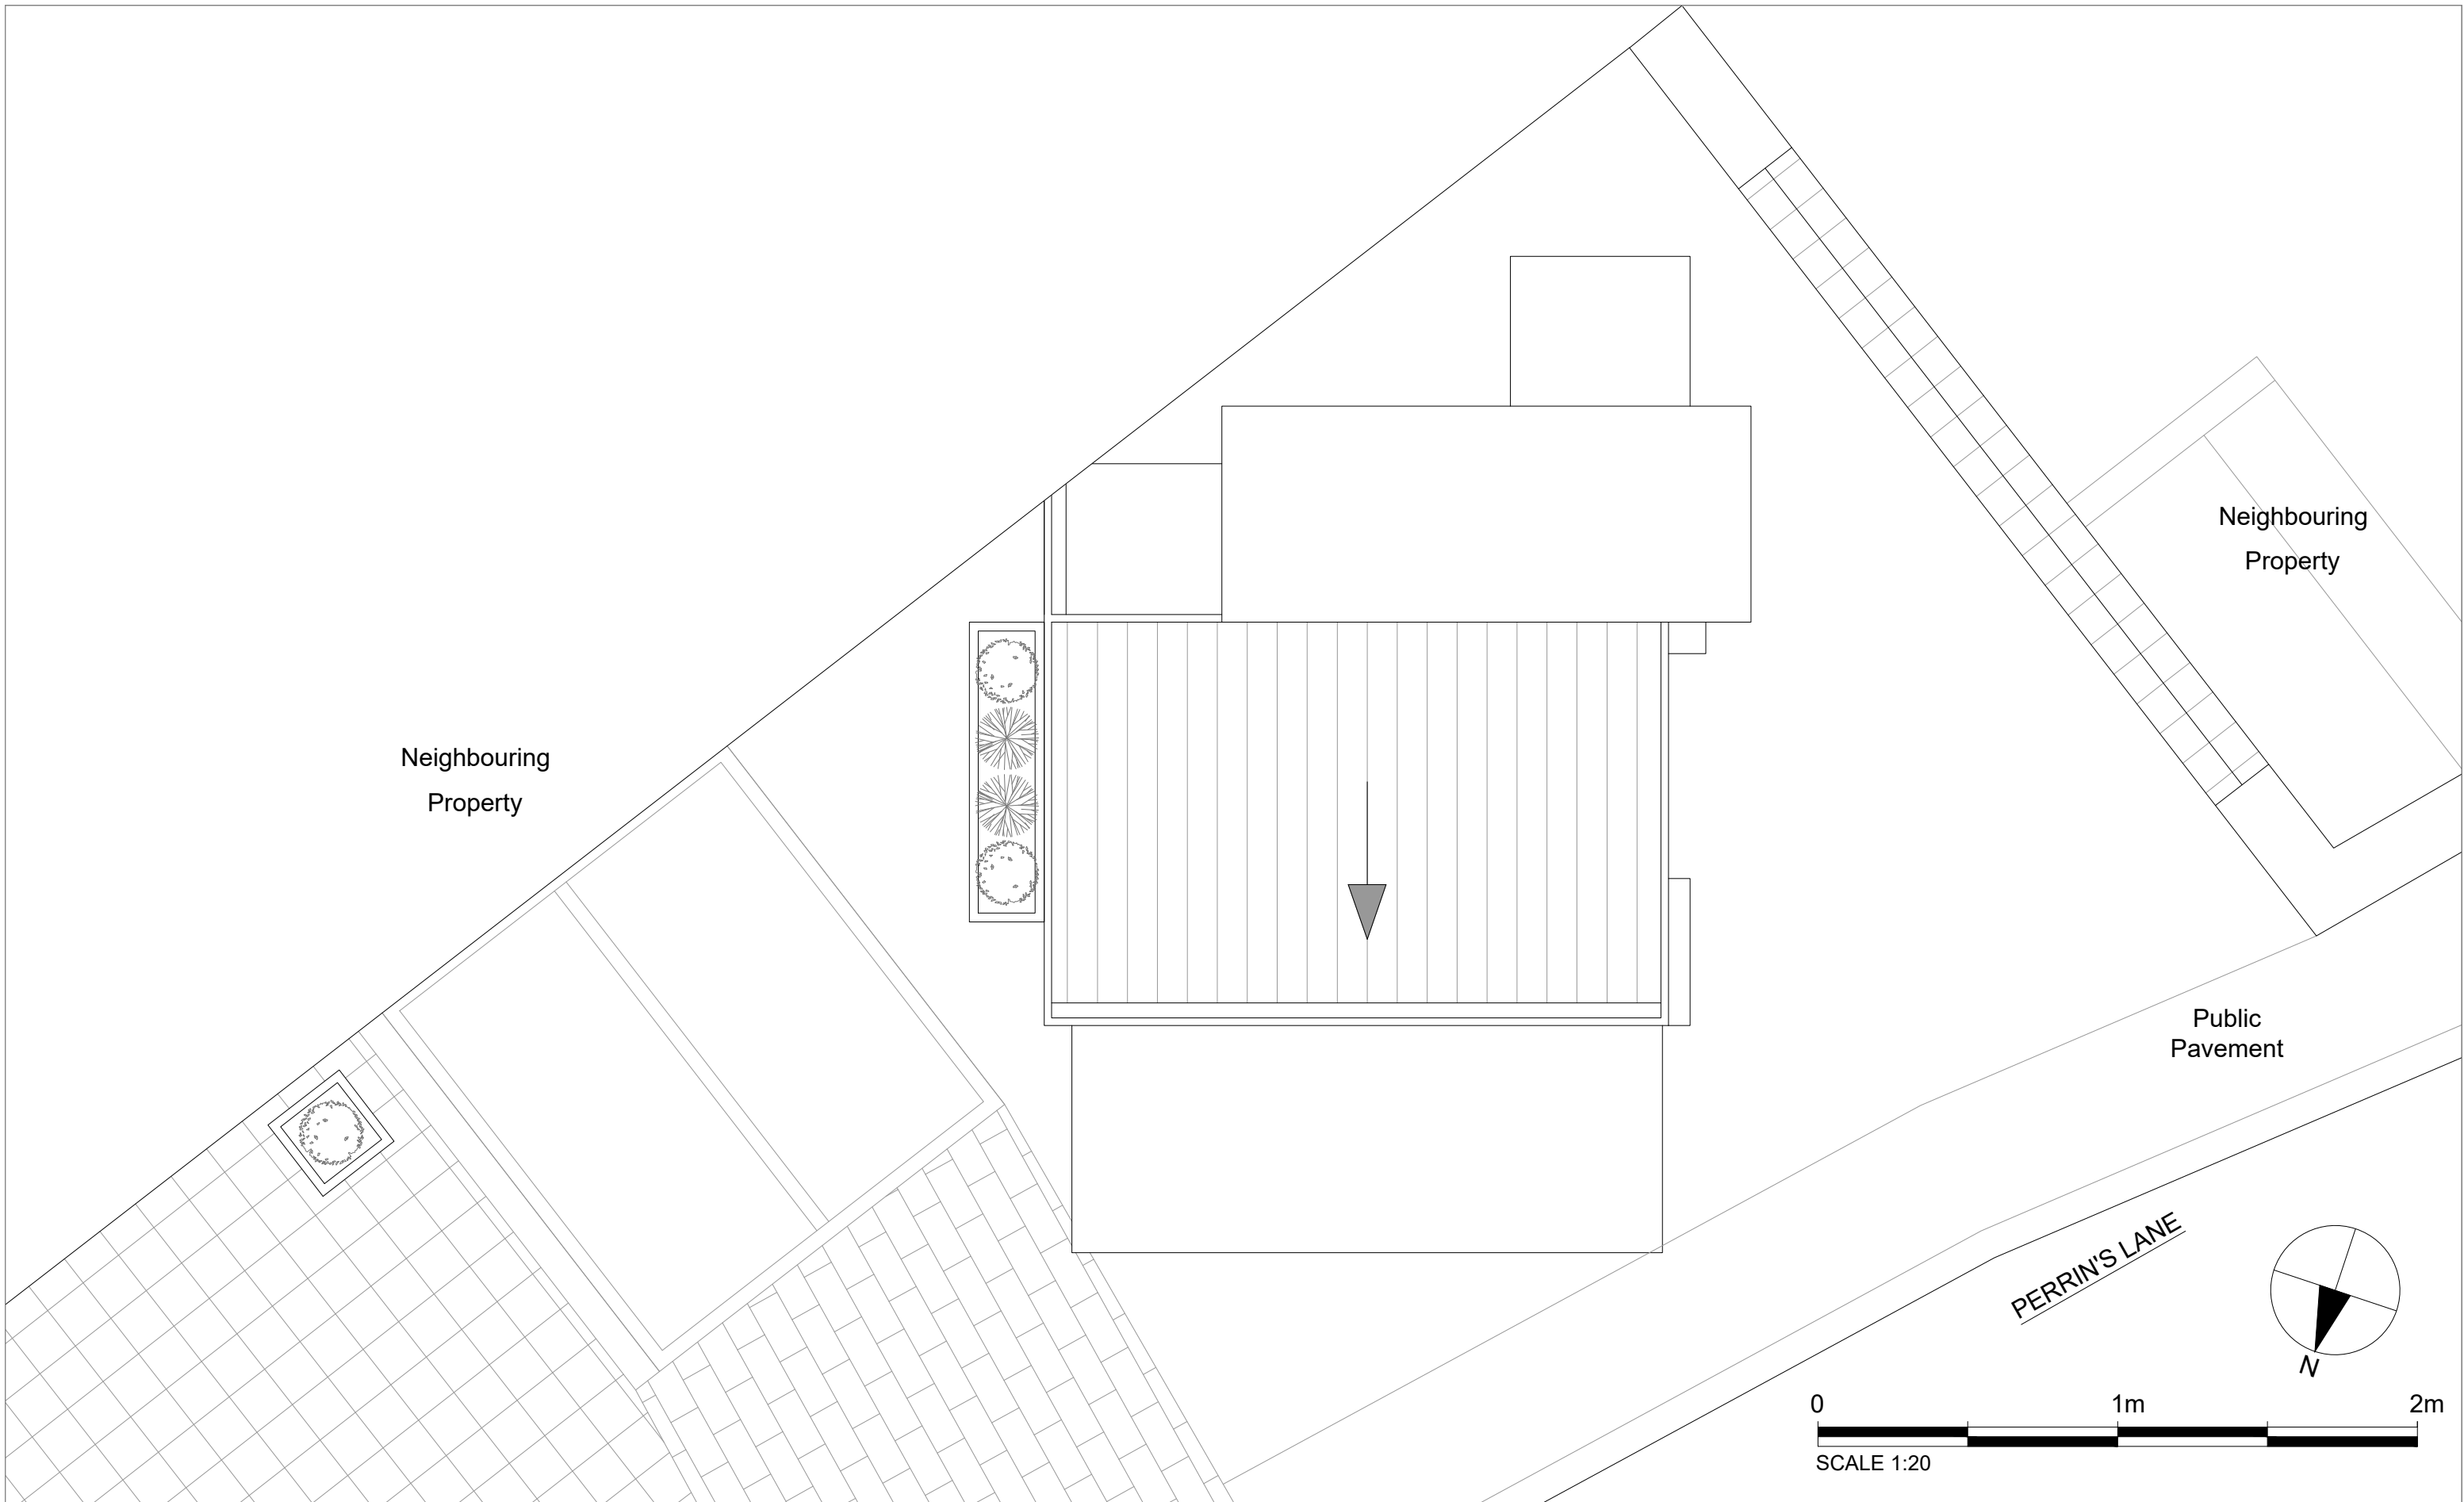 Neighbouring
Property
Neighbouring
Property
Public
Pavement
PERRIN'S LANE
N
0 1m 2m
SCALE 1:20